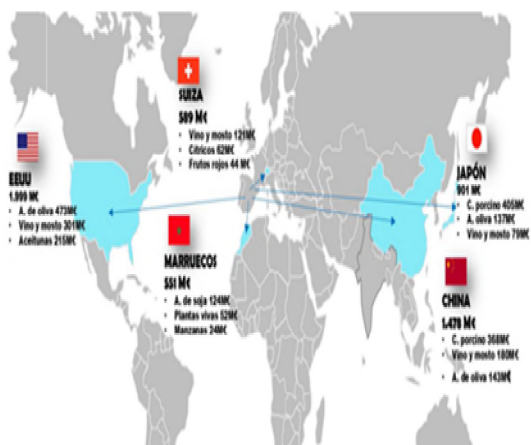 SUIZA
589 M€
• Vino y mosto 121M€
• Cítricos 62M€
• Frutos rojos 44 M€
EEUU
1.999 M€
• A. de oliva 473M€
• Vino y mosto 301M€
• Aceitunas 215M€
JAPÓN
901 M€
• C. porcino 405M€
• A. oliva 137M€
• Vino y mosto 79M€
MARRUECOS
551 M€
• A. de soja 124M€
• Plantas vivas 52M€
• Manzanas 24M€
CHINA
1.478 M€
• C. porcino 368M€
• Vino y mosto 180M€
• A. de oliva 143M€